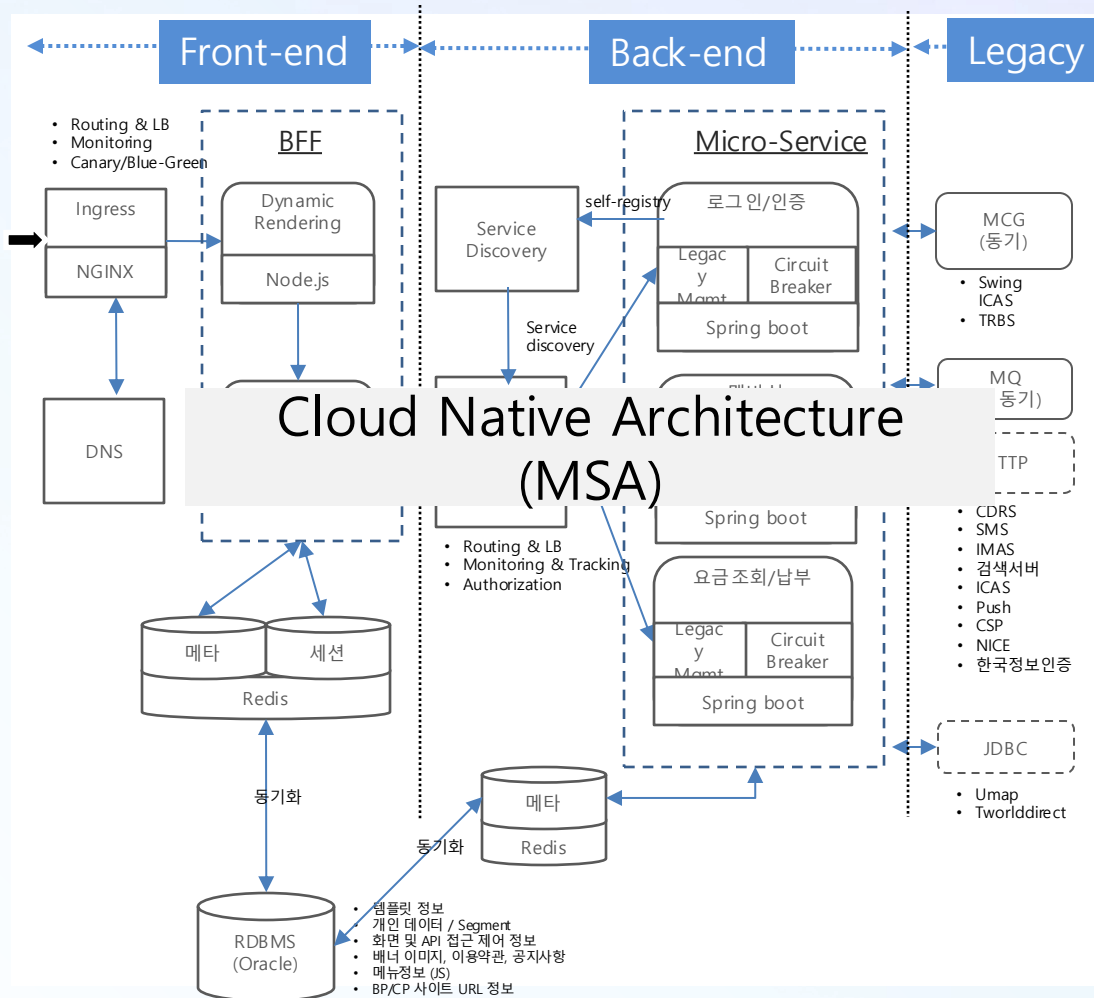 Front-end
Back-end
Legacy
• Routing & LB
• Monitoring
• Canary/Blue-Green
BFF
Micro-Service
Ingress
NGINX
Dynamic
Rendering
Node.js
DNS
Service
Discovery
self-registry
Service
discovery
로그인/인증
Legac
y
Mgmt
Circuit
Breaker
Spring boot
MCG
(동기)
• Swing
ICAS
• TRBS
MQ
동기)
Cloud Native Architecture
(MSA)
TTP
Spring boot
• CDRS
• SMS
• IMAS
• 검색서버
• ICAS
• Push
• CSP
• NICE
• 한국정보인증
• Routing & LB
• Monitoring & Tracking
• Authorization
요금조회/납부
Legac
y
Mgmt
Circuit
Breaker
Spring boot
메타
세션
Redis
JDBC
• Umap
• Tworlddirect
동기화
메타
Redis
동기화
RDBMS
(Oracle)
• 템플릿 정보
• 개인 데이터 / Segment
• 화면 및 API 접근 제어 정보
• 배너 이미지, 이용약관, 공지사항
• 메뉴정보 (JS)
• BP/CP 사이트 URL 정보